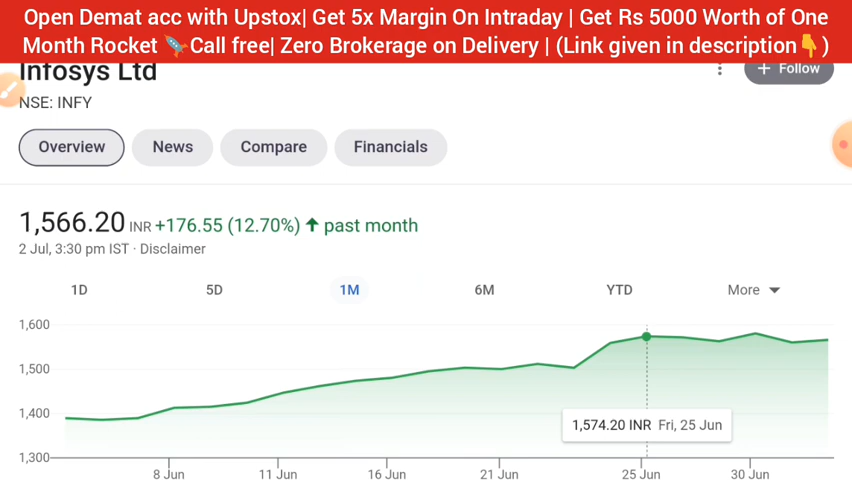 Open Demat acc with Upstox| Get 5x Margin On Intraday | Get Rs 5000 Worth of One
Month Rocket 🚀Call free| Zero Brokerage on Delivery | (Link given in description👇)
Infosys Ltd
+ Follow
NSE: INFY
Overview News Compare Financials
1,566.20 INR +176.55 (12.70%) ↑ past month
2 Jul, 3:30 pm IST · Disclaimer
1D 5D 1M 6M YTD More
1,600
1,500
1,400
1,574.20 INR Fri, 25 Jun
1,300
8 Jun 11 Jun 16 Jun 21 Jun 25 Jun 30 Jun